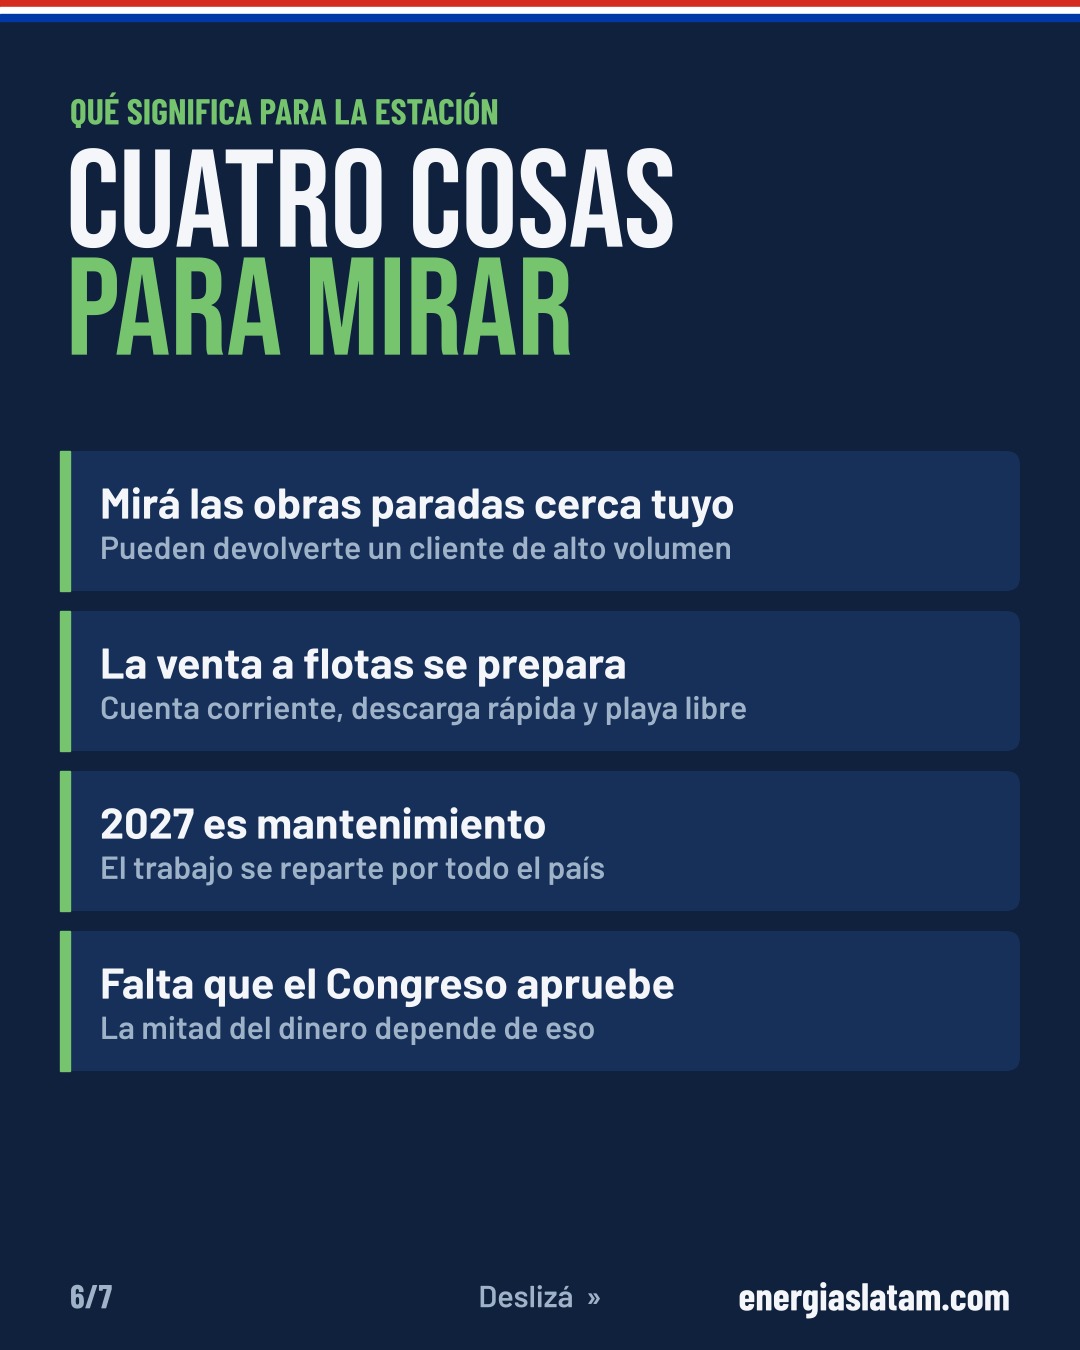 QUÉ SIGNIFICA PARA LA ESTACIÓN
CUATRO COSAS
PARA MIRAR
Mirá las obras paradas cerca tuyo
Pueden devolverte un cliente de alto volumen
La venta a flotas se prepara
Cuenta corriente, descarga rápida y playa libre
2027 es mantenimiento
El trabajo se reparte por todo el país
Falta que el Congreso apruebe
La mitad del dinero depende de eso
6/7
Deslizá »
energiaslatam.com